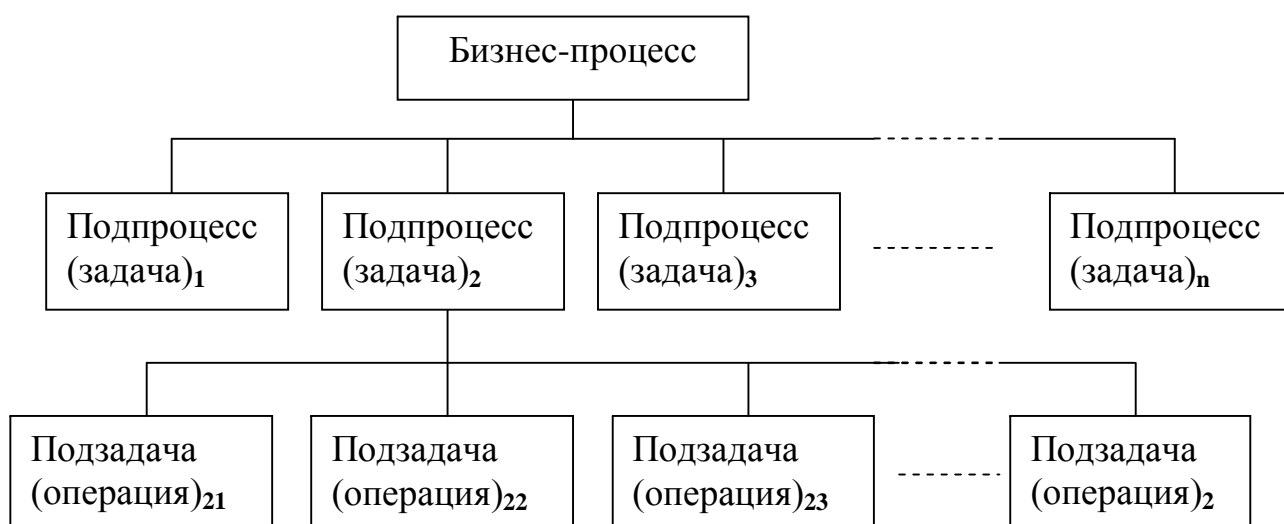 Бизнес-процесс
Подпроцесс
(задача)1
Подпроцесс
(задача)2
Подпроцесс
(задача)3
Подпроцесс
(задача)n
Подзадача
(операция)21
Подзадача
(операция)22
Подзадача
(операция)23
Подзадача
(операция)2